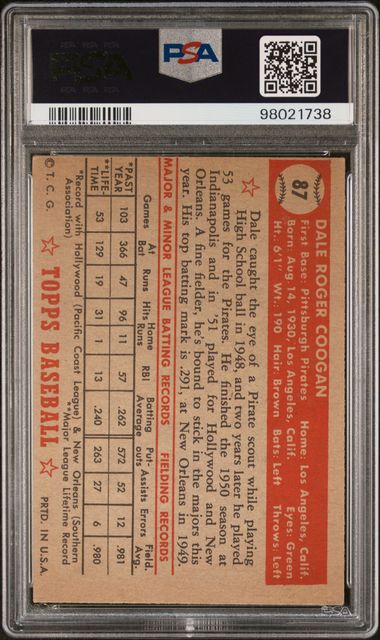 PSA
98021738
87
DALE ROGER COOGAN
First Base: Pittsburgh Pirates Home: Los Angeles, Calif.
Born: Aug. 14, 1930, Los Angeles, Calif. Eyes: Green
Ht.: 6'1" Wt.: 190 Hair: Brown Bats: Left Throws: Left
Dale caught the eye of a Pirate scout while playing
High School ball in 1948, and two years later he played
53 games for the Pirates. He finished the 1950 season at
Indianapolis and in '51 played for Hollywood and New
Orleans. A fine fielder, he's bound to stick in the majors this
year. His top batting mark is .291, at New Orleans in 1949.
MAJOR & MINOR LEAGUE BATTING RECORDS FIELDING RECORDS
Games At Bat Runs Hits Home Runs RBI Batting Average Put-outs Assists Errors Field. Avg.
*PAST YEAR 103 366 47 96 11 57 .262 572 52 12 .981
**LIFE-TIME 53 129 19 31 1 13 .240 263 27 6 .980
*Record with Hollywood (Pacific Coast League) & New Orleans (Southern
Association) **Major League Lifetime Record
© T. C. G. TOPPS BASEBALL PRTD. IN U.S.A.